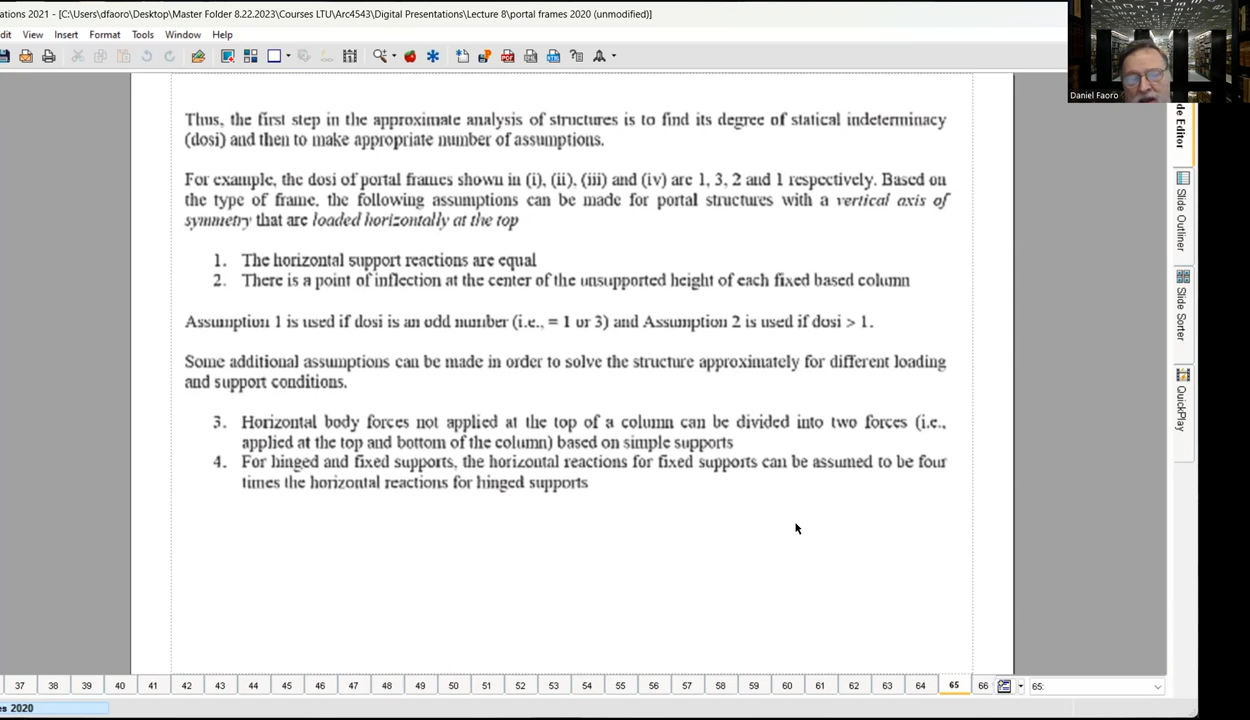 ations 2021 - [C:\Users\dfaoro\Desktop\Master Folder 8.22.2023\Courses LTU\Arc4543\Digital Presentations\Lecture 8\portal frames 2020 (unmodified)]
dit View Insert Format Tools Window Help
Daniel Faoro
Thus, the first step in the approximate analysis of structures is to find its degree of statical indeterminacy
(dosi) and then to make appropriate number of assumptions.
For example, the dosi of portal frames shown in (i), (ii), (iii) and (iv) are 1, 3, 2 and 1 respectively. Based on
the type of frame, the following assumptions can be made for portal structures with a vertical axis of
symmetry that are loaded horizontally at the top
1. The horizontal support reactions are equal
2. There is a point of inflection at the center of the unsupported height of each fixed based column
Assumption 1 is used if dosi is an odd number (i.e., = 1 or 3) and Assumption 2 is used if dosi > 1.
Some additional assumptions can be made in order to solve the structure approximately for different loading
and support conditions.
3. Horizontal body forces not applied at the top of a column can be divided into two forces (i.e.,
applied at the top and bottom of the column) based on simple supports
4. For hinged and fixed supports, the horizontal reactions for fixed supports can be assumed to be four
times the horizontal reactions for hinged supports
de Editor
Slide Outliner
Slide Sorter
QuickPlay
37 38 39 40 41 42 43 44 45 46 47 48 49 50 51 52 53 54 55 56 57 58 59 60 61 62 63 64 65 66 65:
es 2020